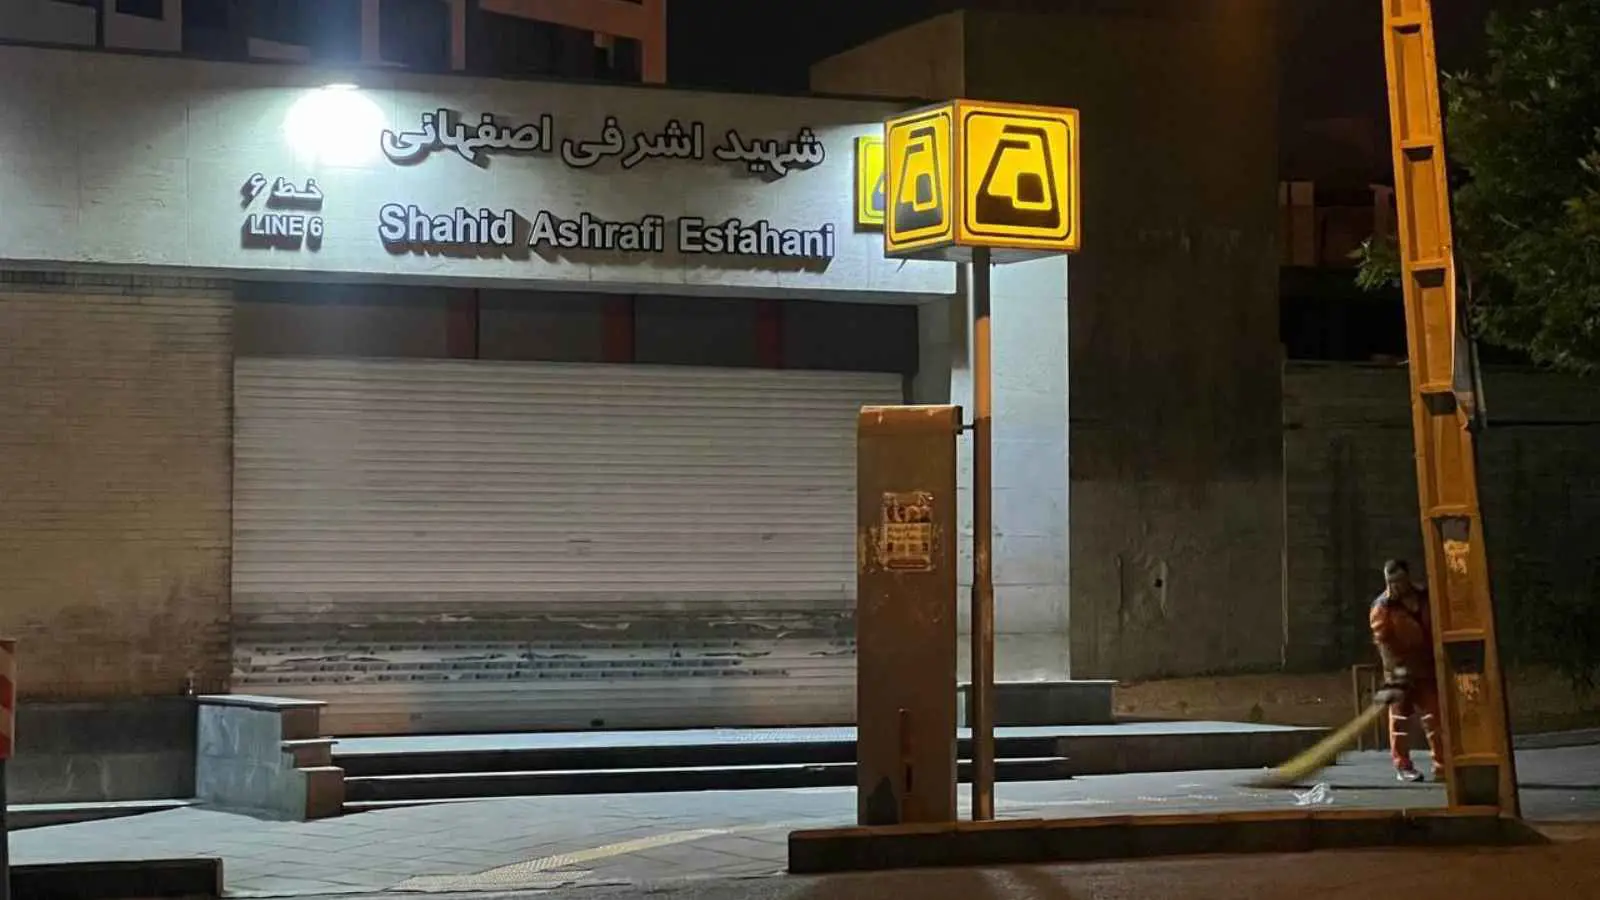 شهید اشرفی اصفهانی
خط ۶
LINE 6
Shahid Ashrafi Esfahani